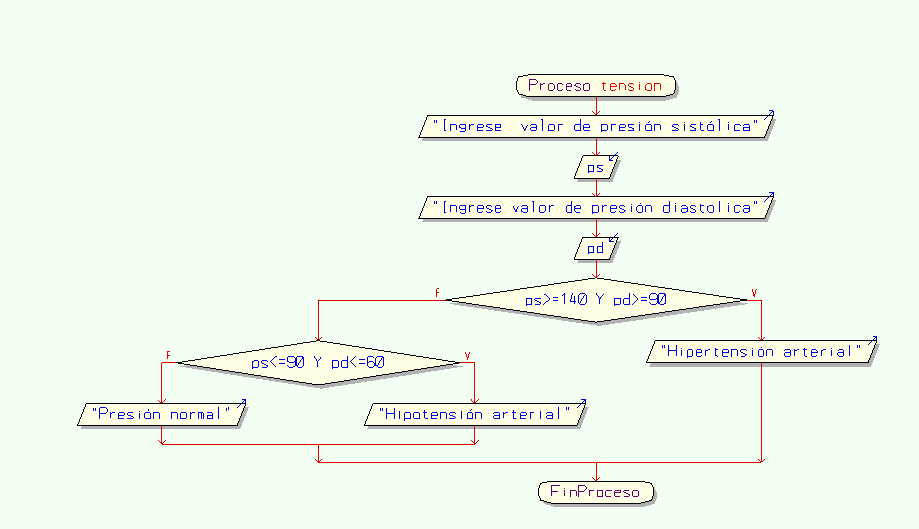 Proceso tension
"Ingrese  valor de presión sistólica"
ps
"Ingrese valor de presión diastolica"
pd
F
ps>=140 Y pd>=90
V
F
ps<=90 Y pd<=60
V
"Hipertensión arterial"
"Presión normal"
"Hipotensión arterial"
FinProceso